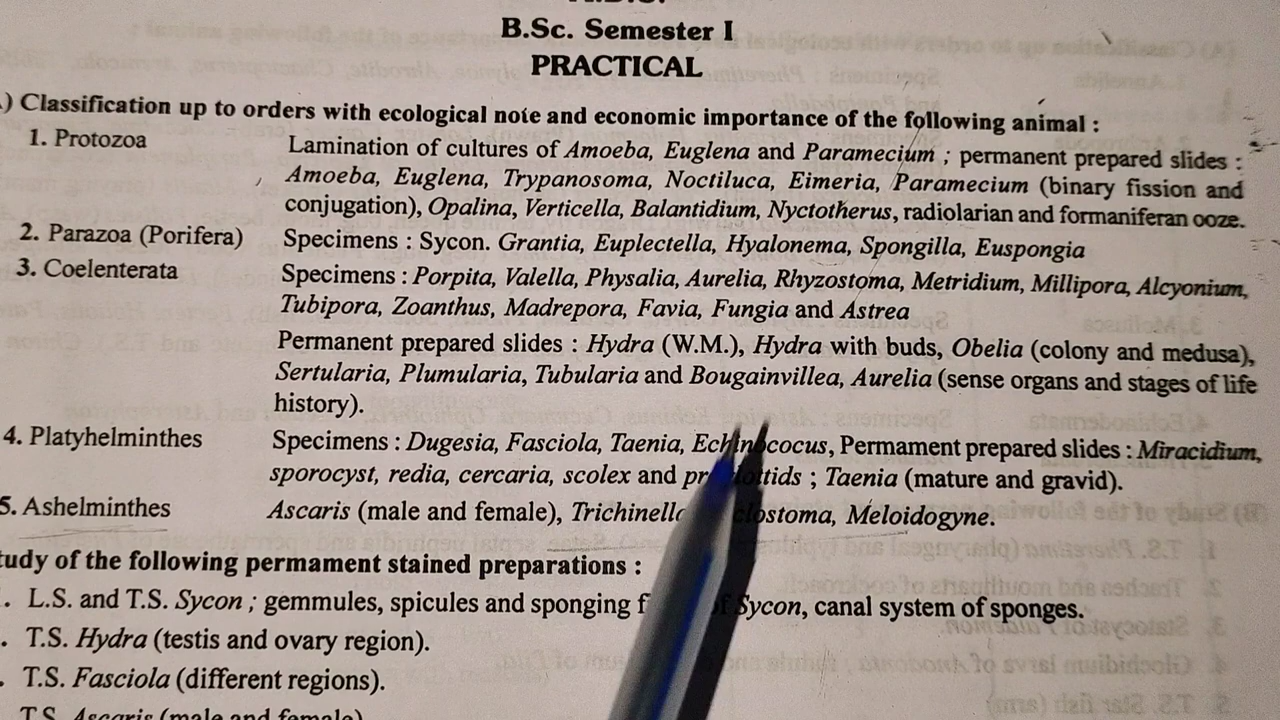 B.Sc. Semester I
PRACTICAL
) Classification up to orders with ecological note and economic importance of the following animal :
1. Protozoa Lamination of cultures of Amoeba, Euglena and Paramecium ; permanent prepared slides :
Amoeba, Euglena, Trypanosoma, Noctiluca, Eimeria, Paramecium (binary fission and
conjugation), Opalina, Verticella, Balantidium, Nyctotherus, radiolarian and formaniferan ooze.
2. Parazoa (Porifera) Specimens : Sycon. Grantia, Euplectella, Hyalonema, Spongilla, Euspongia
3. Coelenterata Specimens : Porpita, Valella, Physalia, Aurelia, Rhyzostoma, Metridium, Millipora, Alcyonium,
Tubipora, Zoanthus, Madrepora, Favia, Fungia and Astrea
Permanent prepared slides : Hydra (W.M.), Hydra with buds, Obelia (colony and medusa),
Sertularia, Plumularia, Tubularia and Bougainvillea, Aurelia (sense organs and stages of life
history).
4. Platyhelminthes Specimens : Dugesia, Fasciola, Taenia, Echinococus, Permament prepared slides : Miracidium,
sporocyst, redia, cercaria, scolex and ; Taenia (mature and gravid).
5. Ashelminthes Ascaris (male and female), Meloidogyne.
tudy of the following permament stained preparations :
. L.S. and T.S. Sycon ; gemmules, spicules and sponging Sycon, canal system of sponges.
. T.S. Hydra (testis and ovary region).
. T.S. Fasciola (different regions).
T.S. Ascaris (male and female)